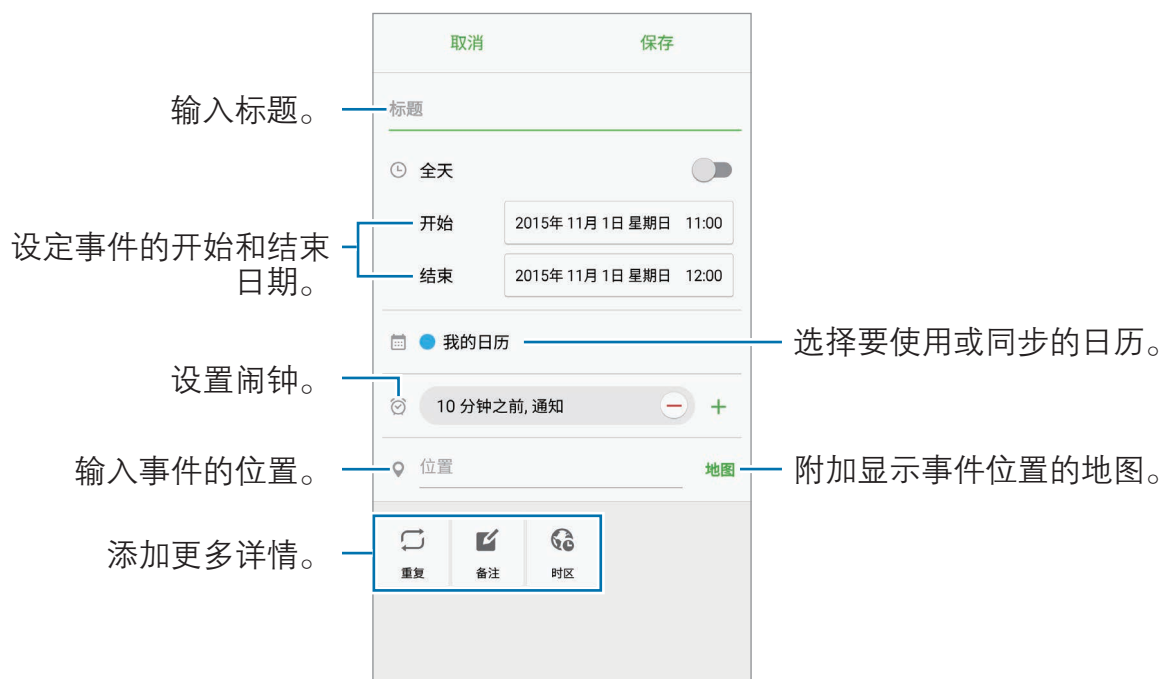 取消 保存
输入标题。 标题
全天
开始 2015年 11月 1日 星期日 11:00
设定事件的开始和结束
日期。
结束 2015年 11月 1日 星期日 12:00
我的日历 选择要使用或同步的日历。
设置闹钟。
10 分钟之前, 通知
输入事件的位置。 位置 地图 附加显示事件位置的地图。
添加更多详情。
重复 备注 时区